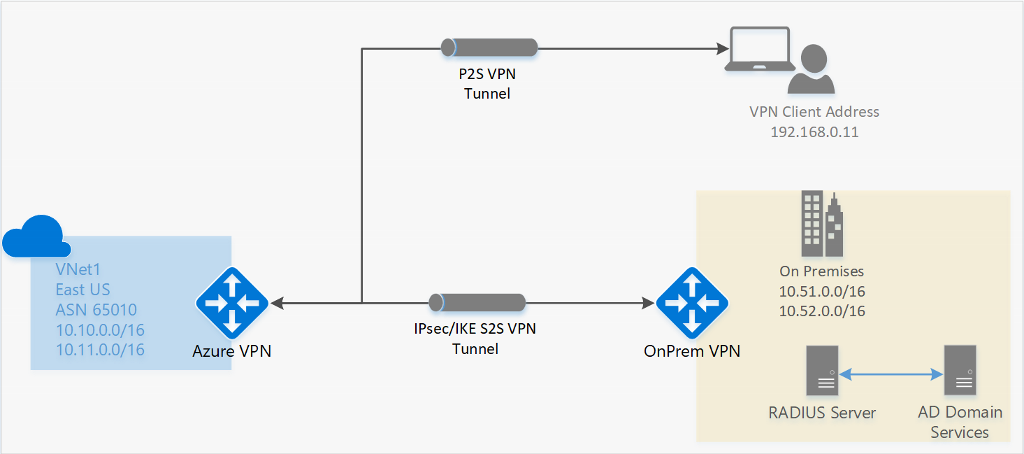 P2S VPN
Tunnel
VPN Client Address
192.168.0.11
VNet1
East US
ASN 65010
10.10.0.0/16
10.11.0.0/16
Azure VPN
IPsec/IKE S2S VPN
Tunnel
OnPrem VPN
On Premises
10.51.0.0/16
10.52.0.0/16
RADIUS Server
AD Domain
Services